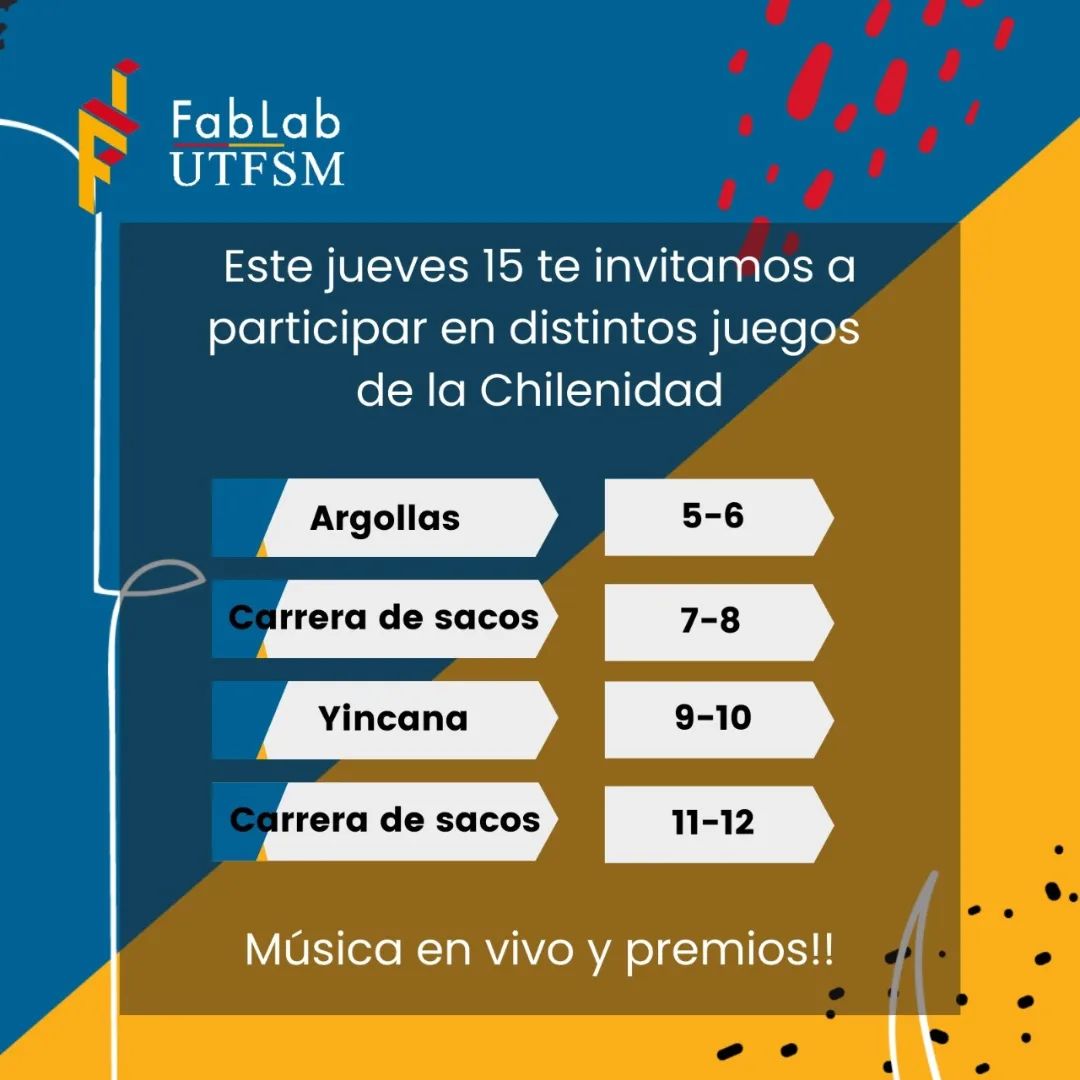 FabLab
UTFSM
Este jueves 15 te invitamos a
participar en distintos juegos
de la Chilenidad
Argollas 5-6
Carrera de sacos 7-8
Yincana 9-10
Carrera de sacos 11-12
Música en vivo y premios!!